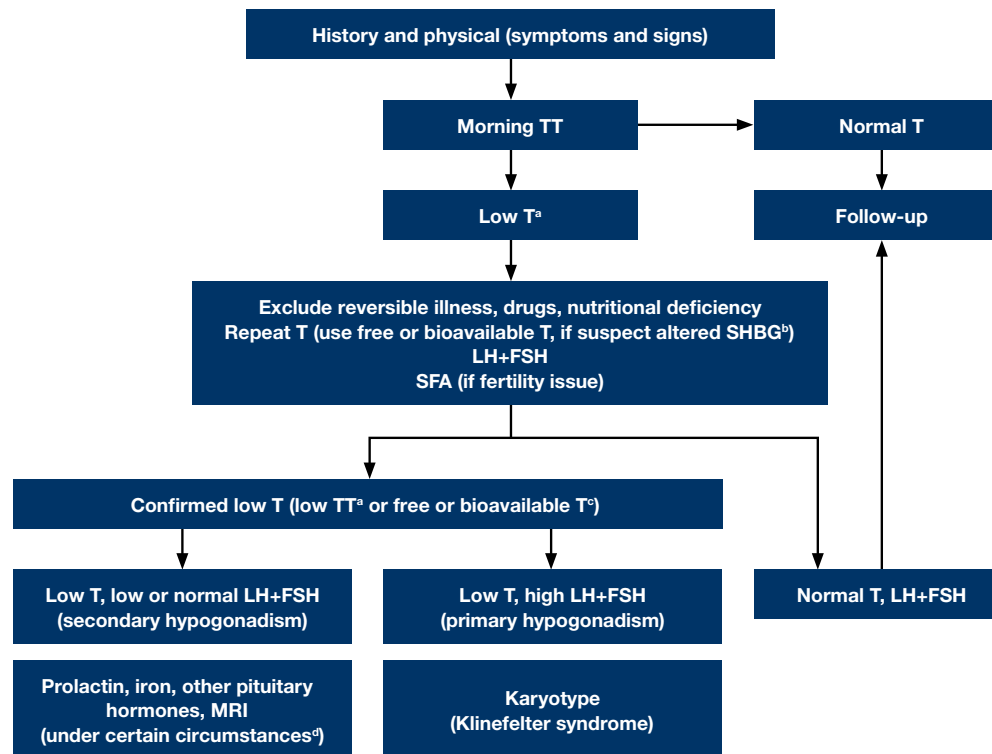 History and physical (symptoms and signs)
Morning TT
Normal T
Low Tᵃ
Follow-up
Exclude reversible illness, drugs, nutritional deficiency
Repeat T (use free or bioavailable T, if suspect altered SHBGᵇ)
LH+FSH
SFA (if fertility issue)
Confirmed low T (low TTᵃ or free or bioavailable Tᶜ)
Low T, low or normal LH+FSH
(secondary hypogonadism)
Low T, high LH+FSH
(primary hypogonadism)
Normal T, LH+FSH
Prolactin, iron, other pituitary
hormones, MRI
(under certain circumstancesᵈ)
Karyotype
(Klinefelter syndrome)